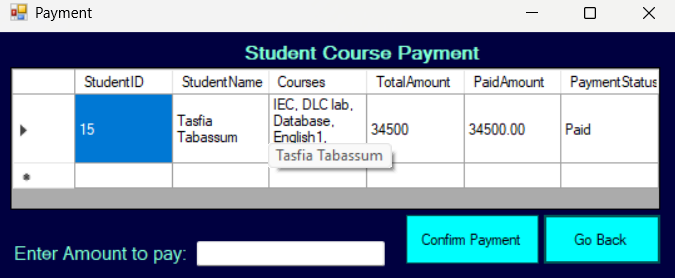 Payment
Student Course Payment
StudentID StudentName Courses TotalAmount PaidAmount PaymentStatus
15 Tasfia Tabassum IEC, DLC lab, Database, English1, 34500 34500.00 Paid
Tasfia Tabassum
Enter Amount to pay: Confirm Payment Go Back